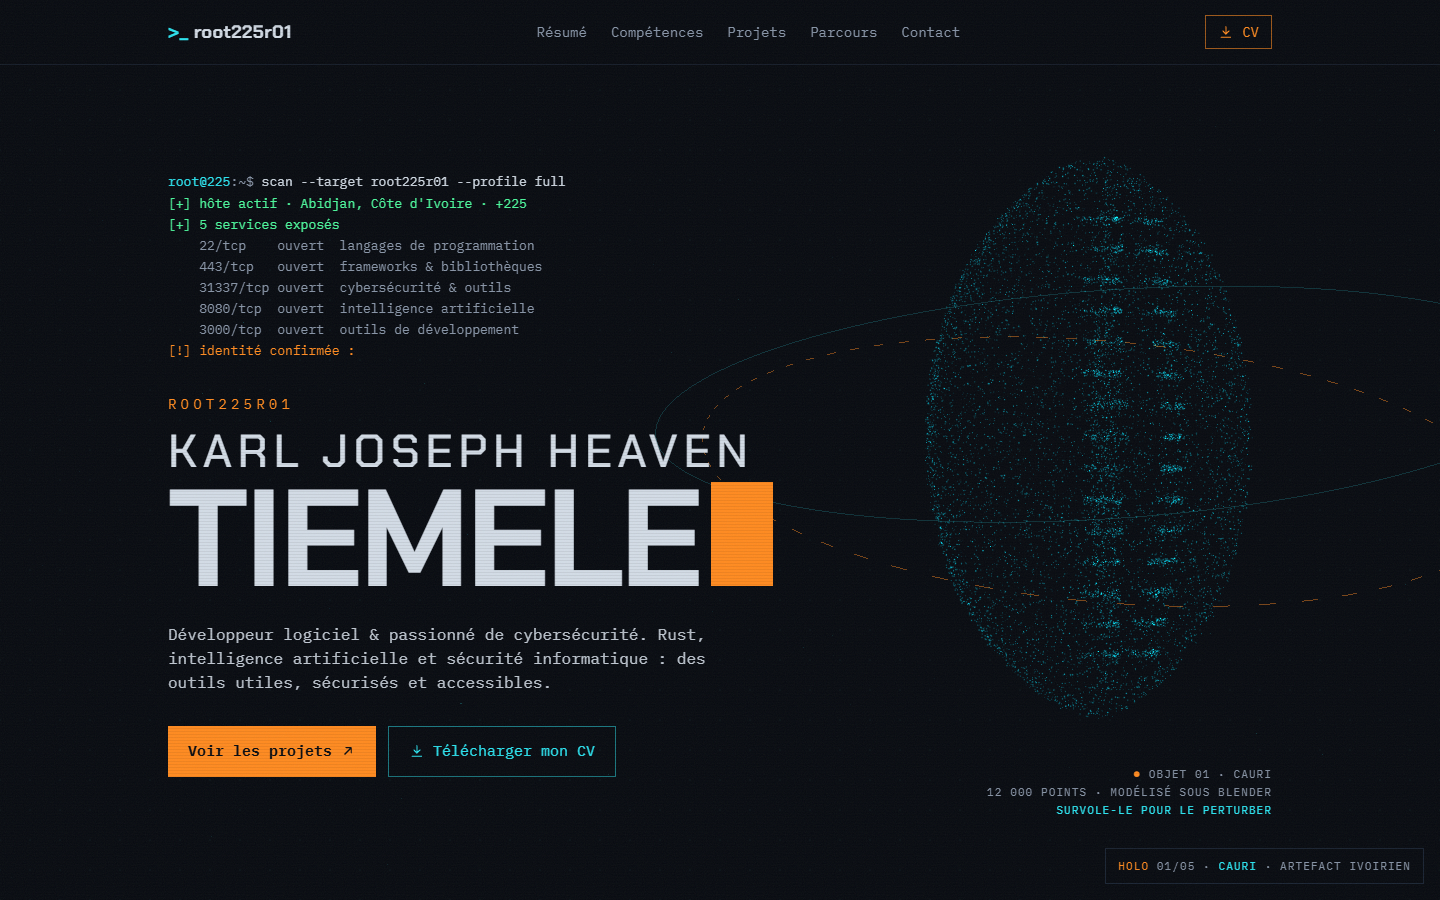 >_ root225r01
Résumé Compétences Projets Parcours Contact
CV
root@225:~$ scan --target root225r01 --profile full
[+] hôte actif · Abidjan, Côte d'Ivoire · +225
[+] 5 services exposés
22/tcp ouvert langages de programmation
443/tcp ouvert frameworks & bibliothèques
31337/tcp ouvert cybersécurité & outils
8080/tcp ouvert intelligence artificielle
3000/tcp ouvert outils de développement
[!] identité confirmée :
ROOT225R01
KARL JOSEPH HEAVEN
TIEMELE
Développeur logiciel & passionné de cybersécurité. Rust,
intelligence artificielle et sécurité informatique : des
outils utiles, sécurisés et accessibles.
Voir les projets ↗
Télécharger mon CV
OBJET 01 · CAURI
12 000 POINTS · MODÉLISÉ SOUS BLENDER
SURVOLE-LE POUR LE PERTURBER
HOLO 01/05 · CAURI · ARTEFACT IVOIRIEN